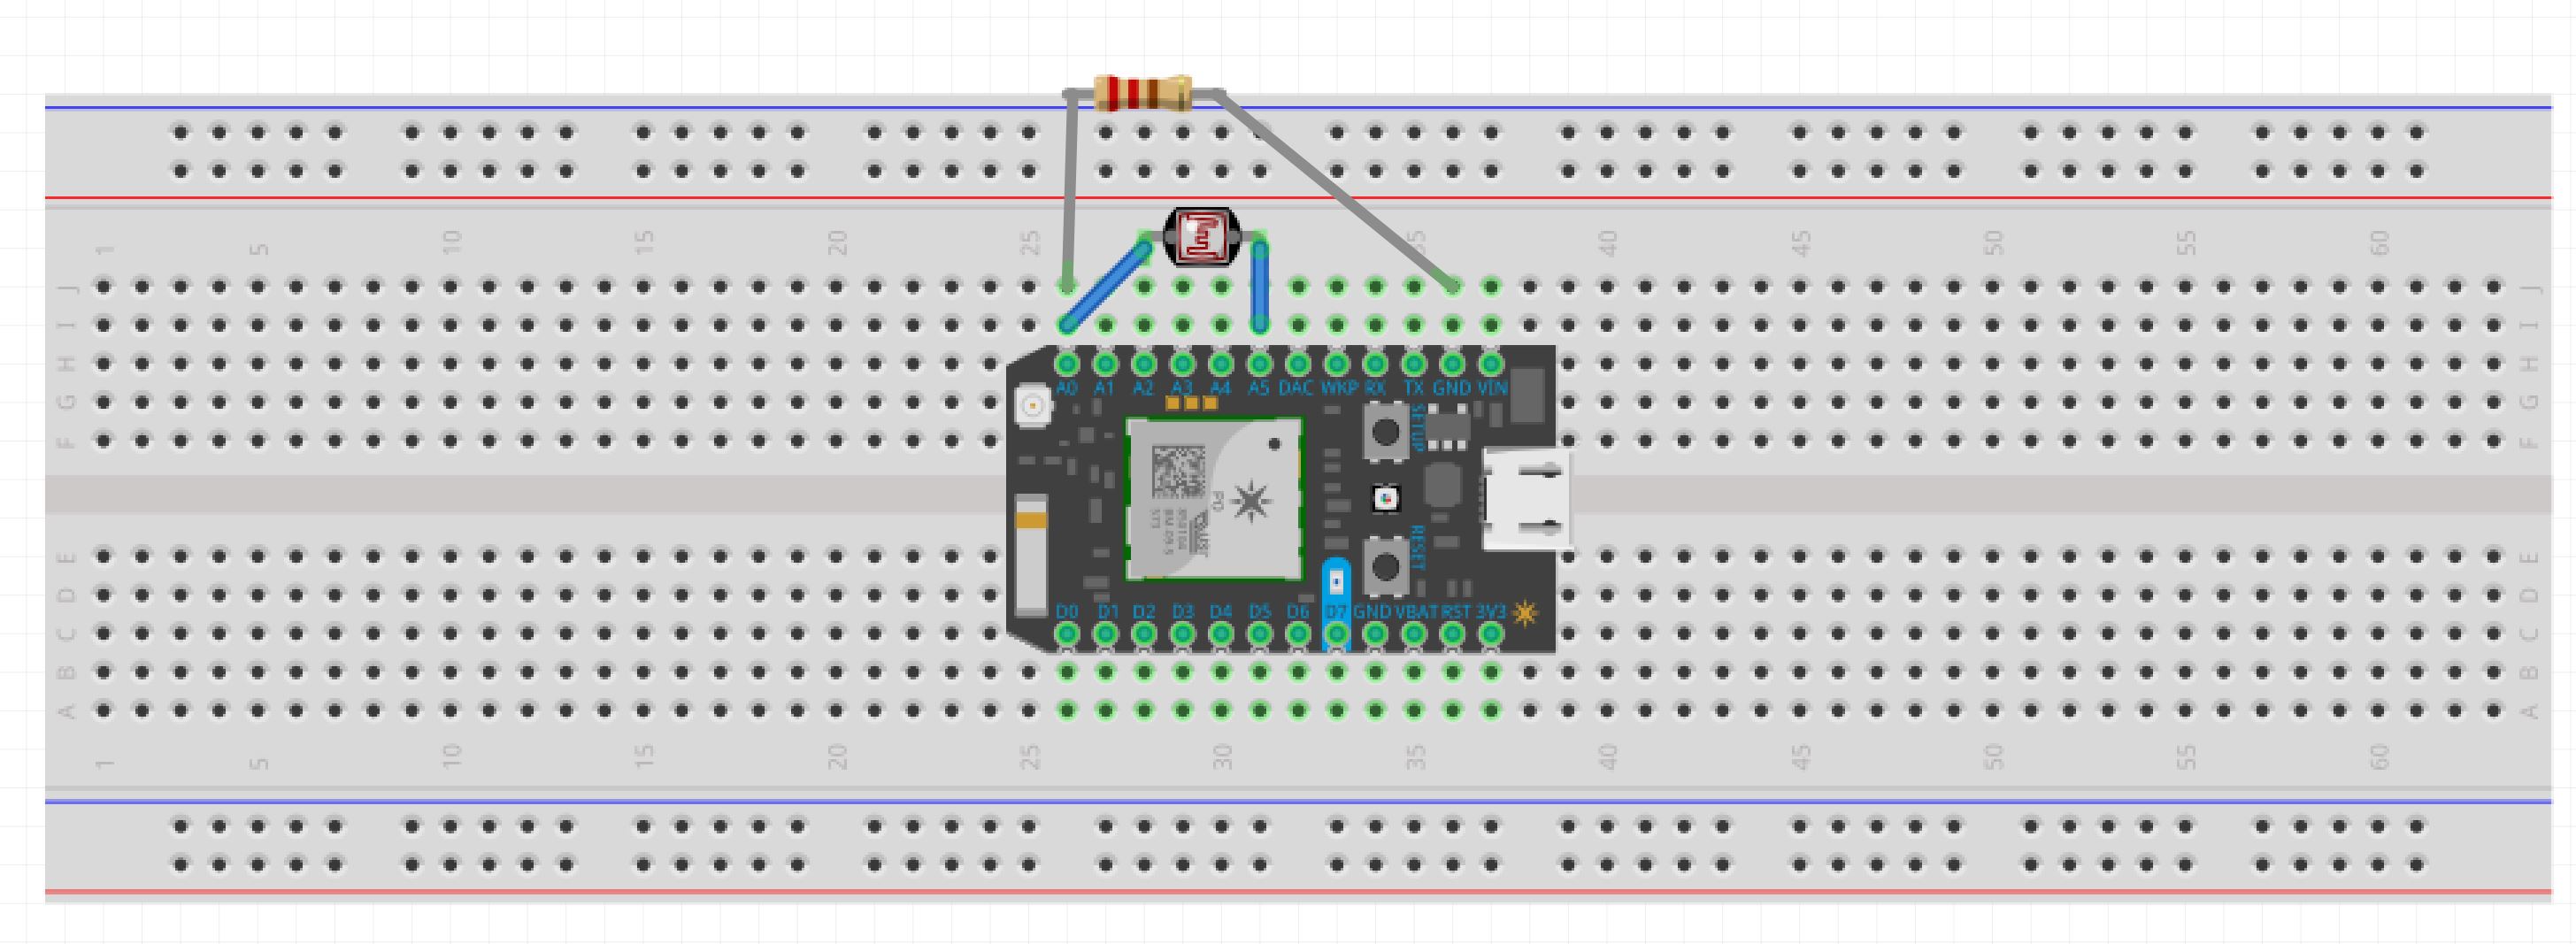 1 5 10 15 20 25 35 40 45 50 55 60
J J
I I
H H
G G
F F
A0 A1 A2 A3 A4 A5 DAC WKP RX TX GND VIN
SETUP
P0
RESET
E E
D D
C C
B B
A A
D0 D1 D2 D3 D4 D5 D6 D7 GND VBAT RST 3V3
1 5 10 15 20 25 30 35 40 45 50 55 60